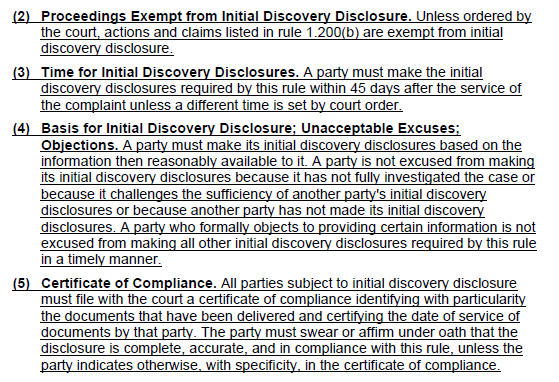 (2) Proceedings Exempt from Initial Discovery Disclosure. Unless ordered by
the court, actions and claims listed in rule 1.200(b) are exempt from initial
discovery disclosure.
(3) Time for Initial Discovery Disclosures. A party must make the initial
discovery disclosures required by this rule within 45 days after the service of
the complaint unless a different time is set by court order.
(4) Basis for Initial Discovery Disclosure; Unacceptable Excuses;
Objections. A party must make its initial discovery disclosures based on the
information then reasonably available to it. A party is not excused from making
its initial discovery disclosures because it has not fully investigated the case or
because it challenges the sufficiency of another party's initial discovery
disclosures or because another party has not made its initial discovery
disclosures. A party who formally objects to providing certain information is not
excused from making all other initial discovery disclosures required by this rule
in a timely manner.
(5) Certificate of Compliance. All parties subject to initial discovery disclosure
must file with the court a certificate of compliance identifying with particularity
the documents that have been delivered and certifying the date of service of
documents by that party. The party must swear or affirm under oath that the
disclosure is complete, accurate, and in compliance with this rule, unless the
party indicates otherwise, with specificity, in the certificate of compliance.